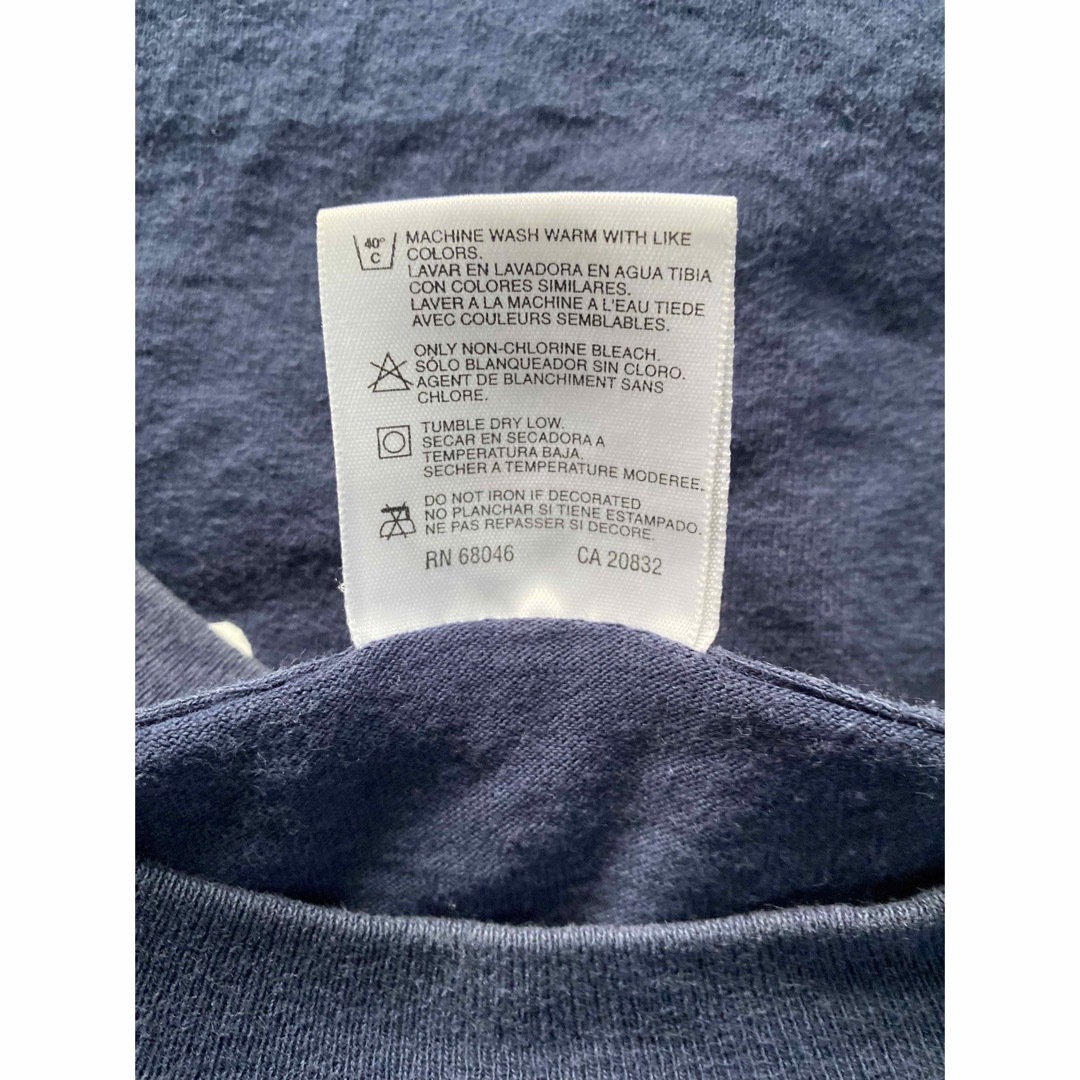 40°
C
MACHINE WASH WARM WITH LIKE
COLORS.
LAVAR EN LAVADORA EN AGUA TIBIA
CON COLORES SIMILARES.
LAVER A LA MACHINE A L'EAU TIEDE
AVEC COULEURS SEMBLABLES.
ONLY NON-CHLORINE BLEACH.
SÓLO BLANQUEADOR SIN CLORO.
AGENT DE BLANCHIMENT SANS
CHLORE.
TUMBLE DRY LOW.
SECAR EN SECADORA A
TEMPERATURA BAJA.
SECHER A TEMPERATURE MODEREE.
DO NOT IRON IF DECORATED
NO PLANCHAR SI TIENE ESTAMPADO.
NE PAS REPASSER SI DECORE.
RN 68046 CA 20832